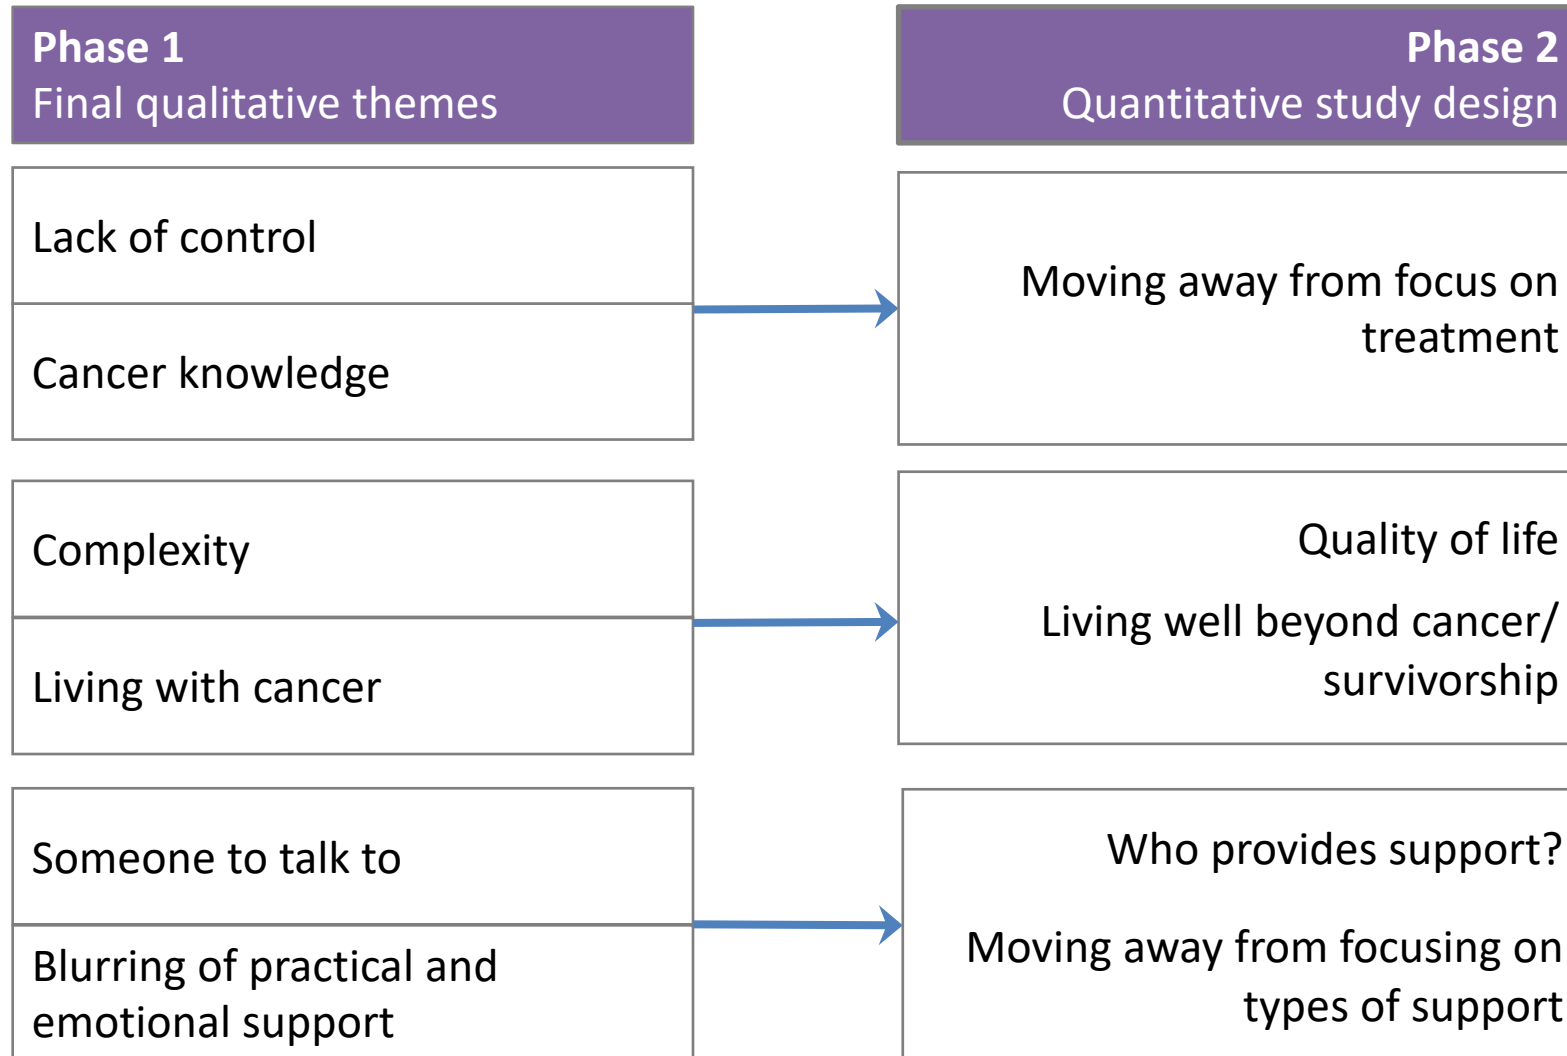 Phase 1
Final qualitative themes
Phase 2
Quantitative study design
Lack of control
Cancer knowledge
Moving away from focus on
treatment
Complexity
Living with cancer
Quality of life
Living well beyond cancer/
survivorship
Someone to talk to
Blurring of practical and
emotional support
Who provides support?
Moving away from focusing on
types of support